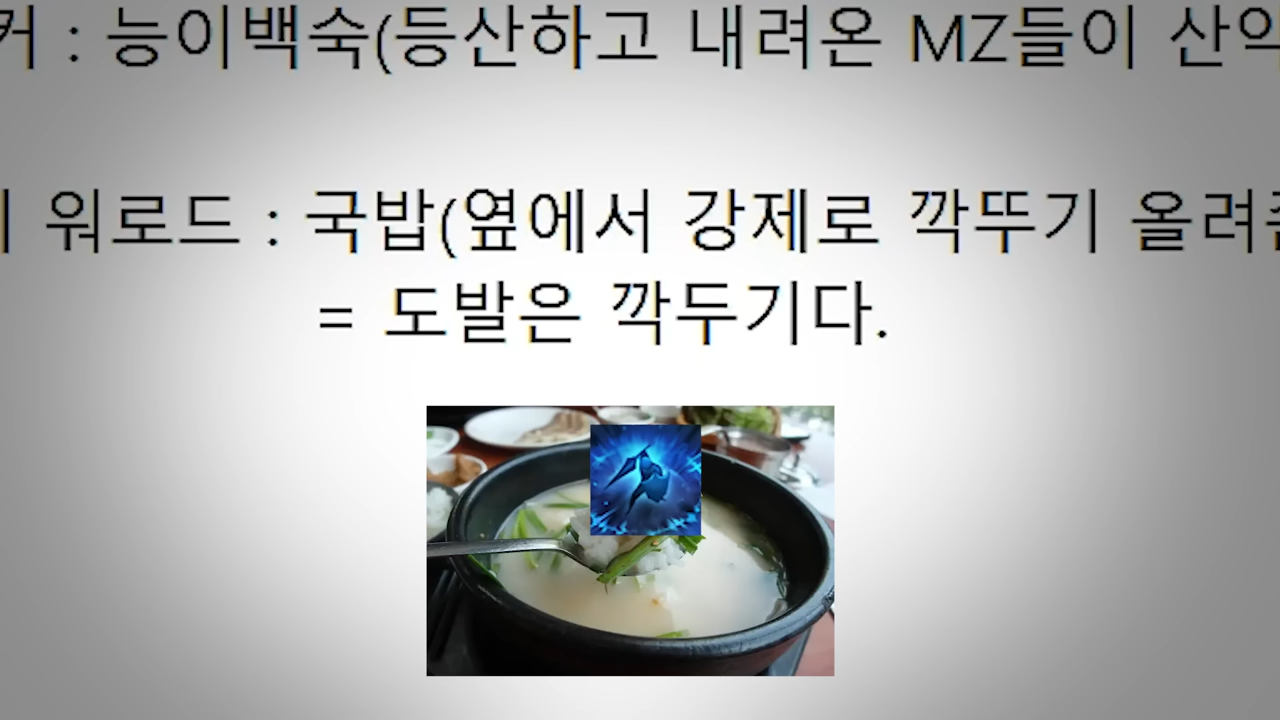 커 : 능이백숙(등산하고 내려온 MZ들이 산악
워로드 : 국밥(옆에서 강제로 깍뚜기 올려줌
= 도발은 깍두기다.